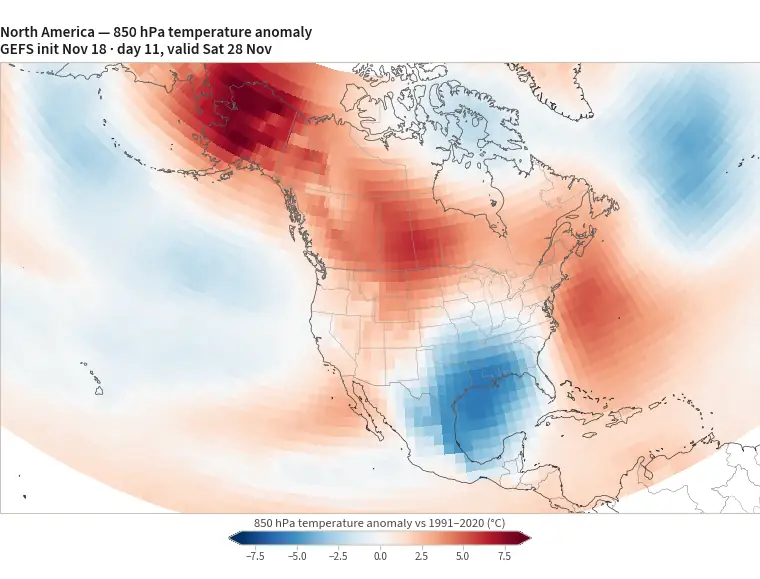 North America — 850 hPa temperature anomaly
GEFS init Nov 18 · day 11, valid Sat 28 Nov
850 hPa temperature anomaly vs 1991–2020 (°C)
−7.5 −5.0 −2.5 0.0 2.5 5.0 7.5